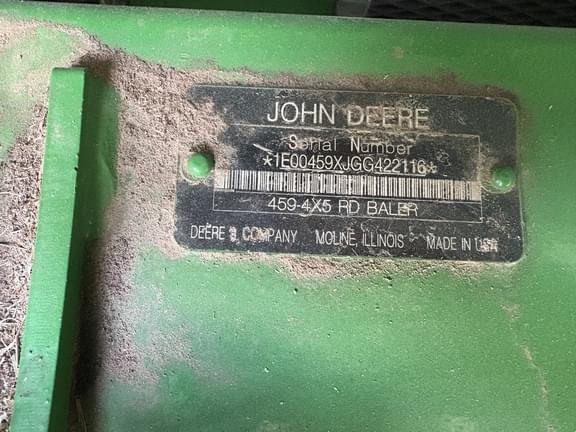 JOHN DEERE
Serial Number
*1E00459XJGG422116*
459-4X5 RD BALER
DEERE & COMPANY MOLINE, ILLINOIS MADE IN USA